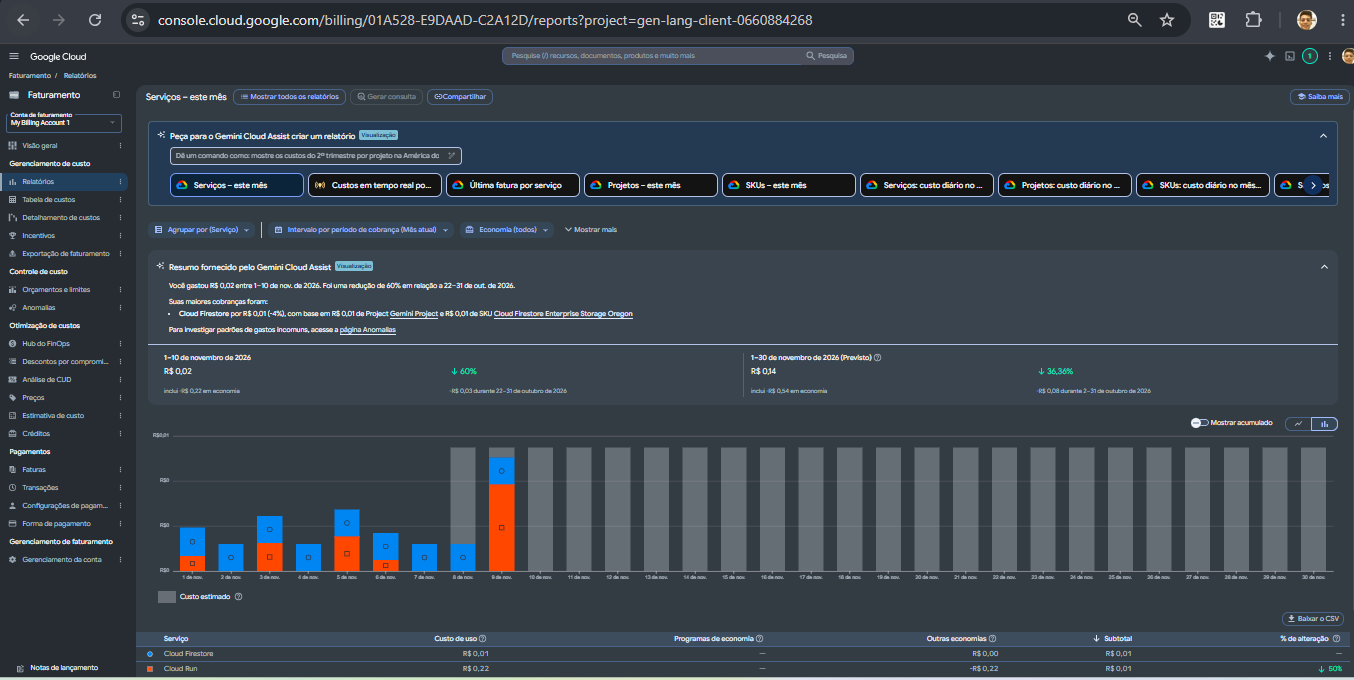 console.cloud.google.com/billing/01A528-E9DAAD-C2A12D/reports?project=gen-lang-client-0660884268
Google Cloud
Pesquise (/) recursos, documentos, produtos e muito mais
Pesquisa
1
Faturamento / Relatórios
Faturamento
Conta de faturamento
My Billing Account 1
Visão geral
Gerenciamento de custo
Relatórios
Tabela de custos
Detalhamento de custos
Incentivos
Exportação de faturamento
Controle de custo
Orçamentos e limites
Anomalias
Otimização de custos
Hub do FinOps
Descontos por compromi...
Análise de CUD
Preços
Estimativa de custo
Créditos
Pagamentos
Faturas
Transações
Configurações de pagam...
Forma de pagamento
Gerenciamento de faturamento
Gerenciamento da conta
Notas de lançamento
Serviços – este mês
Mostrar todos os relatórios
Gerar consulta
Compartilhar
Saiba mais
Peça para o Gemini Cloud Assist criar um relatório Visualização
Dê um comando como: mostre os custos do 2º trimestre por projeto na América do
Serviços – este mês
Custos em tempo real po...
Última fatura por serviço
Projetos – este mês
SKUs – este mês
Serviços: custo diário no ...
Projetos: custo diário no ...
SKUs: custo diário no mês...
Agrupar por (Serviço)
Intervalo por período de cobrança (Mês atual)
Economia (todos)
Mostrar mais
Resumo fornecido pelo Gemini Cloud Assist Visualização
Você gastou R$ 0,02 entre 1–10 de nov. de 2026. Foi uma redução de 60% em relação a 22–31 de out. de 2026.
Suas maiores cobranças foram:
• Cloud Firestore por R$ 0,01 (-4%), com base em R$ 0,01 de Project Gemini Project e R$ 0,01 de SKU Cloud Firestore Enterprise Storage Oregon
Para investigar padrões de gastos incomuns, acesse a página Anomalias
1–10 de novembro de 2026
R$ 0,02
60%
inclui -R$ 0,22 em economia
-R$ 0,03 durante 22–31 de outubro de 2026
1–30 de novembro de 2026 (Previsto)
R$ 0,14
36,36%
inclui -R$ 0,54 em economia
-R$ 0,08 durante 2–31 de outubro de 2026
Mostrar acumulado
R$0,01
R$0
R$0
R$0
1 de nov.
2 de nov.
3 de nov.
4 de nov.
5 de nov.
6 de nov.
7 de nov.
8 de nov.
9 de nov.
10 de nov.
11 de nov.
12 de nov.
13 de nov.
14 de nov.
15 de nov.
16 de nov.
17 de nov.
18 de nov.
19 de nov.
20 de nov.
21 de nov.
22 de nov.
23 de nov.
24 de nov.
25 de nov.
26 de nov.
27 de nov.
28 de nov.
29 de nov.
30 de nov.
Custo estimado
Baixar o CSV
Serviço Custo de uso Programas de economia Outras economias Subtotal % de alteração
Cloud Firestore R$ 0,01 — R$ 0,00 R$ 0,01 —
Cloud Run R$ 0,22 — -R$ 0,22 R$ 0,01 50%